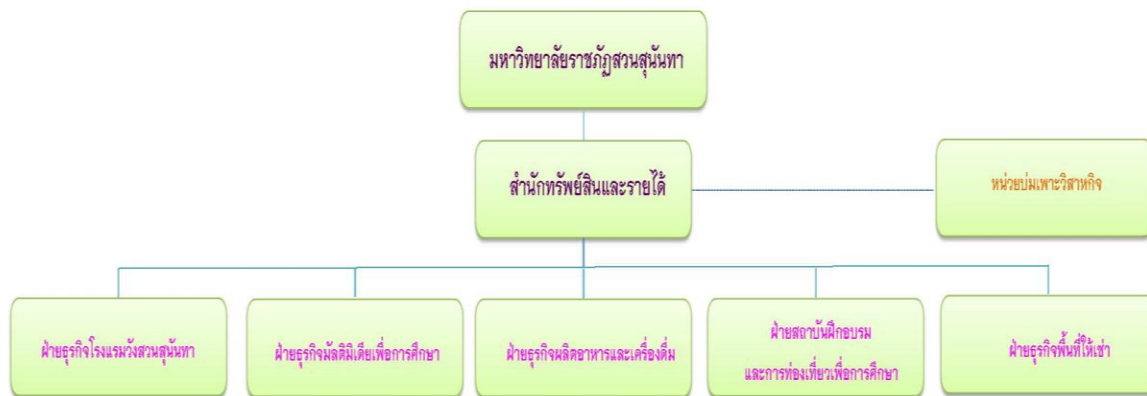 มหาวิทยาลัยราชภัฏสวนสุนันทา
สำนักทรัพย์สินและรายได้
หน่วยบ่มเพาะวิสาหกิจ
ฝ่ายธุรกิจโรงแรมวังสวนสุนันทา
ฝ่ายธุรกิจมัลติมีเดียเพื่อการศึกษา
ฝ่ายธุรกิจผลิตอาหารและเครื่องดื่ม
ฝ่ายสถาบันฝึกอบรม
และการท่องเที่ยวเพื่อการศึกษา
ฝ่ายธุรกิจพื้นที่ให้เช่า